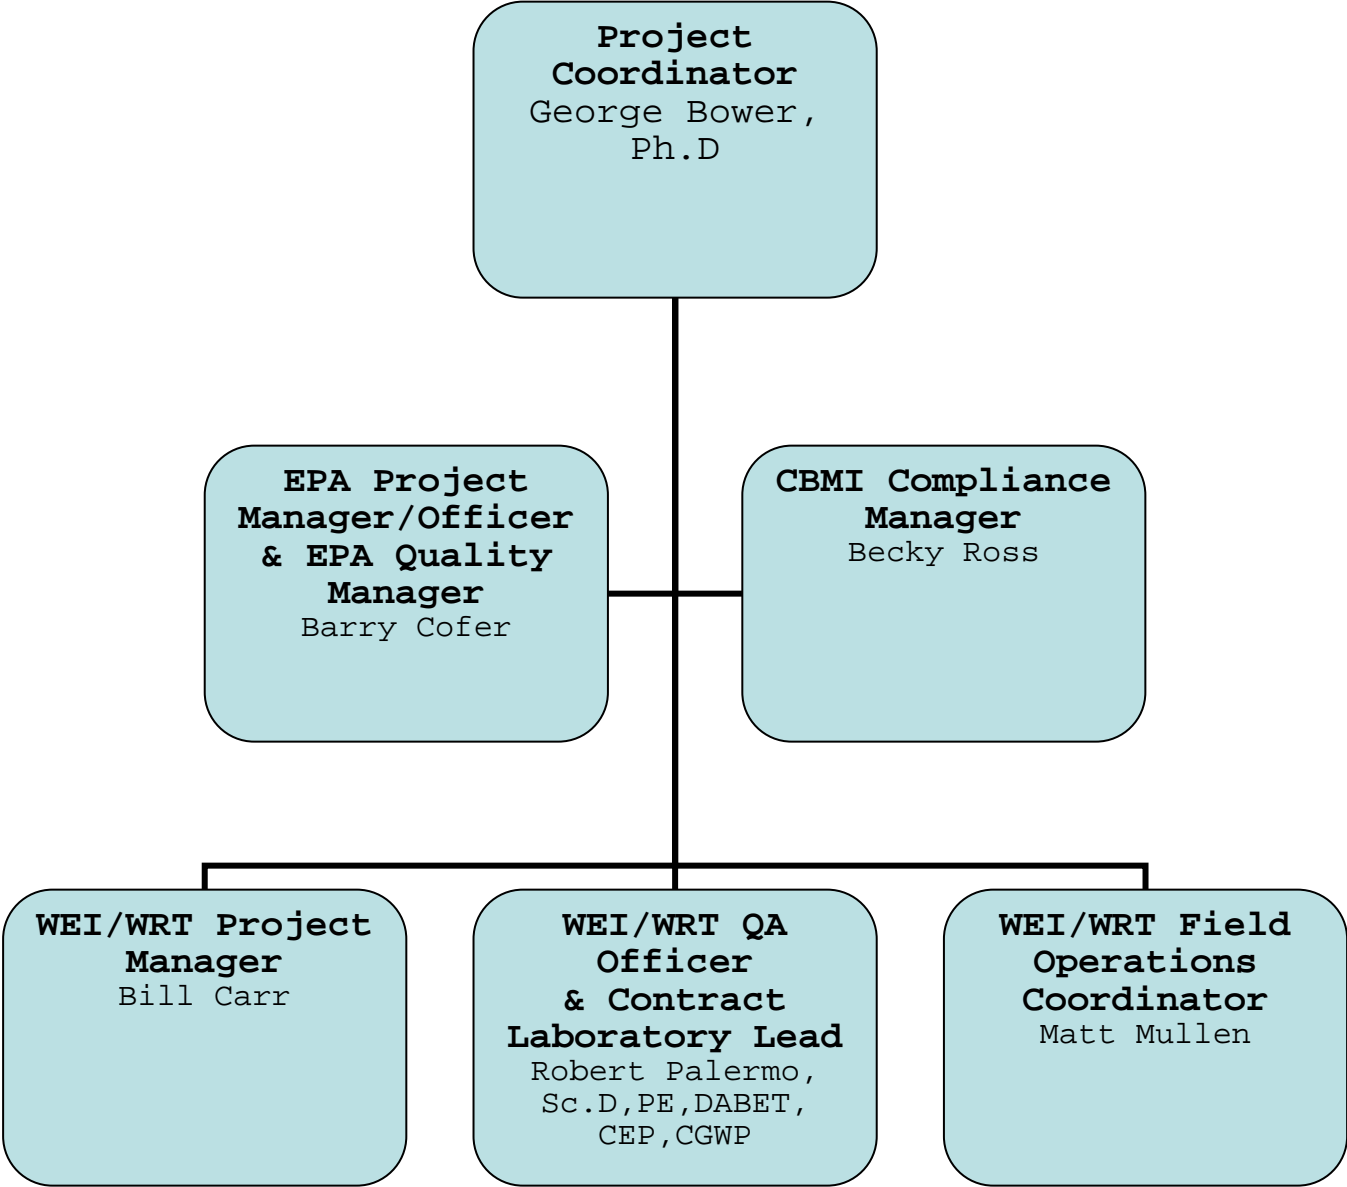 Project
Coordinator
George Bower,
Ph.D
EPA Project
Manager/Officer
& EPA Quality
Manager
Barry Cofer
CBMI Compliance
Manager
Becky Ross
WEI/WRT Project
Manager
Bill Carr
WEI/WRT QA
Officer
& Contract
Laboratory Lead
Robert Palermo,
Sc.D,PE,DABET,
CEP,CGWP
WEI/WRT Field
Operations
Coordinator
Matt Mullen